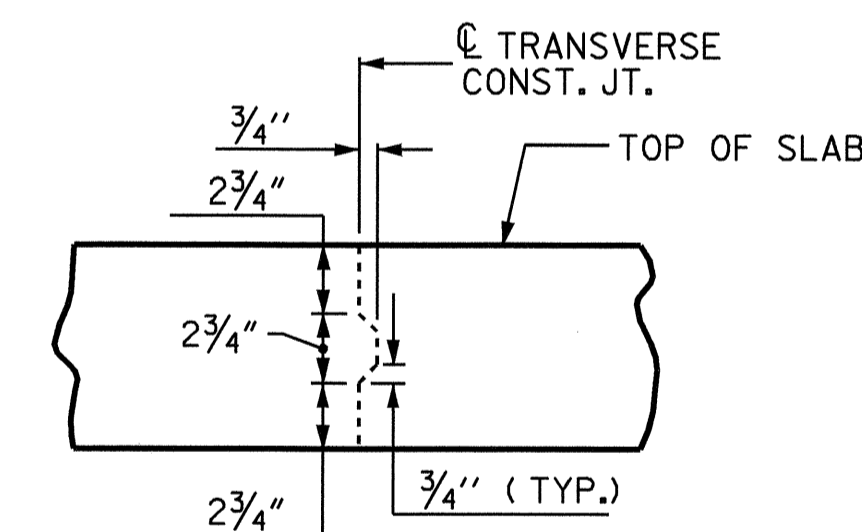 ℄ TRANSVERSE
CONST. JT.
3/4"
TOP OF SLAB
2 3/4"
2 3/4"
3/4" ( TYP.)
2 3/4"